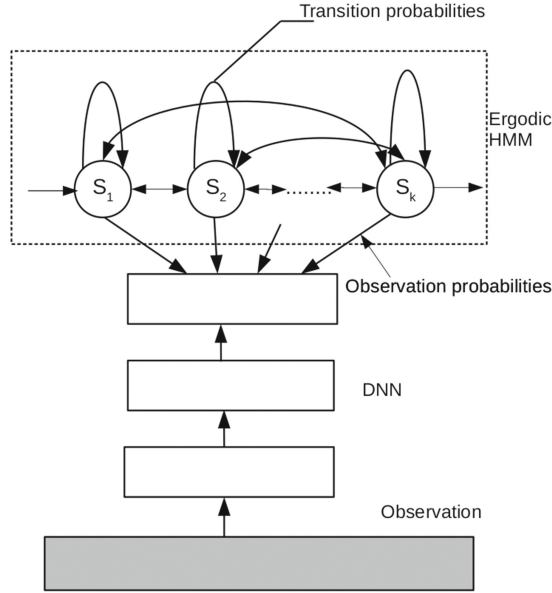 Transition probabilities
Ergodic
HMM
S1 S2 ........ Sk
Observation probabilities
DNN
Observation